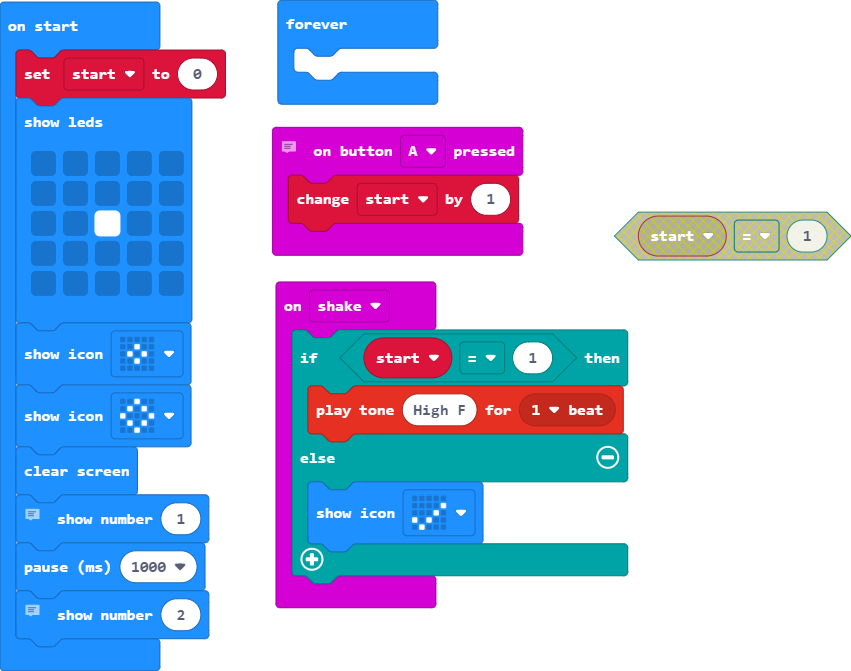 on start
set start to 0
show leds
show icon
show icon
clear screen
show number 1
pause (ms) 1000
show number 2
forever
on button A pressed
change start by 1
on shake
if start = 1 then
play tone High F for 1 beat
else
show icon
start = 1